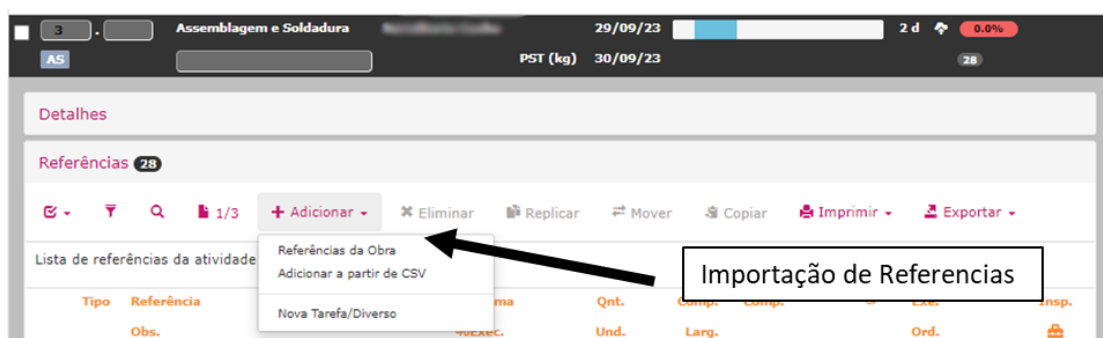 3 . Assemblagem e Soldadura 29/09/23 2 d 0.0%
AS PST (kg) 30/09/23 28
Detalhes
Referências 28
1/3 + Adicionar Eliminar Replicar Mover Copiar Imprimir Exportar
Referências da Obra
Lista de referências da atividade
Adicionar a partir de CSV
Importação de Referencias
Nova Tarefa/Diverso
Tipo Referência Qnt. Comp. Comp. Exe. Insp.
Obs. %Exec. Und. Larg. Ord.